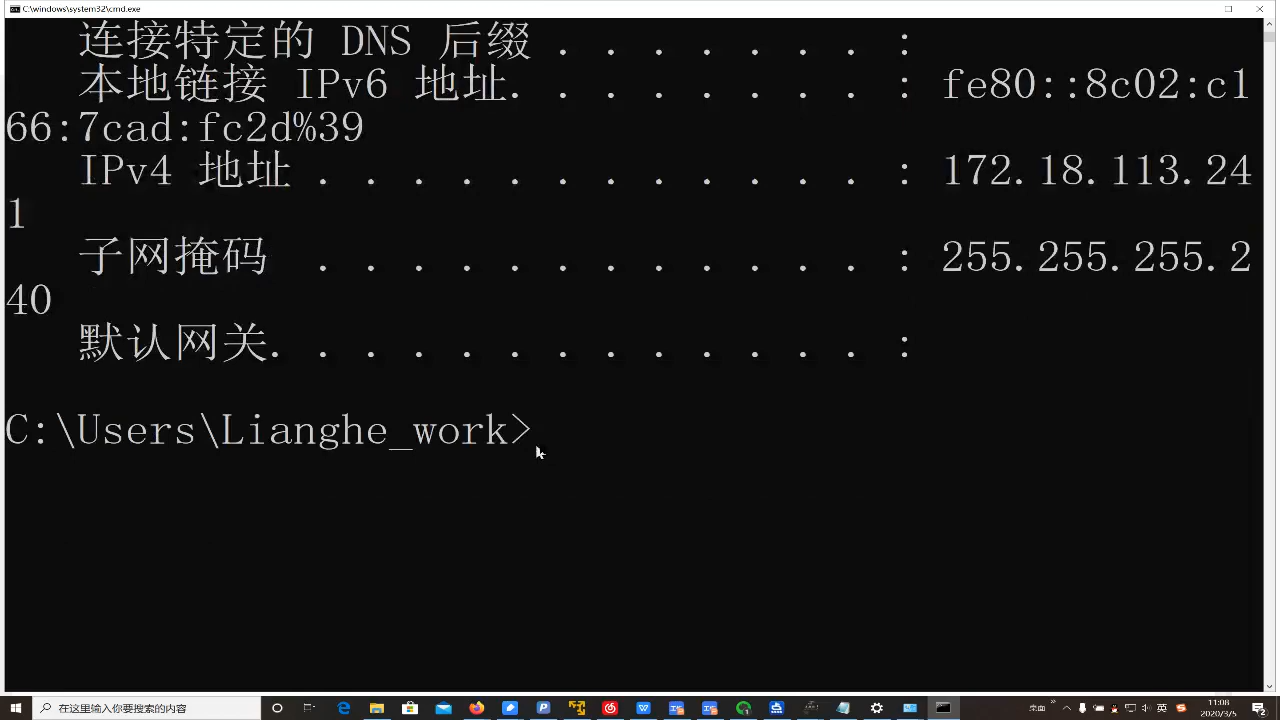 C:\windows\system32\cmd.exe
连接特定的 DNS 后缀 . . . . . . . :
本地链接 IPv6 地址. . . . . . . . : fe80::8c02:c1
66:7cad:fc2d%39
IPv4 地址 . . . . . . . . . . . . : 172.18.113.24
1
子网掩码  . . . . . . . . . . . . : 255.255.255.2
40
默认网关. . . . . . . . . . . . . :
C:\Users\Lianghe_work>
在这里输入你要搜索的内容
桌面
英
11:08